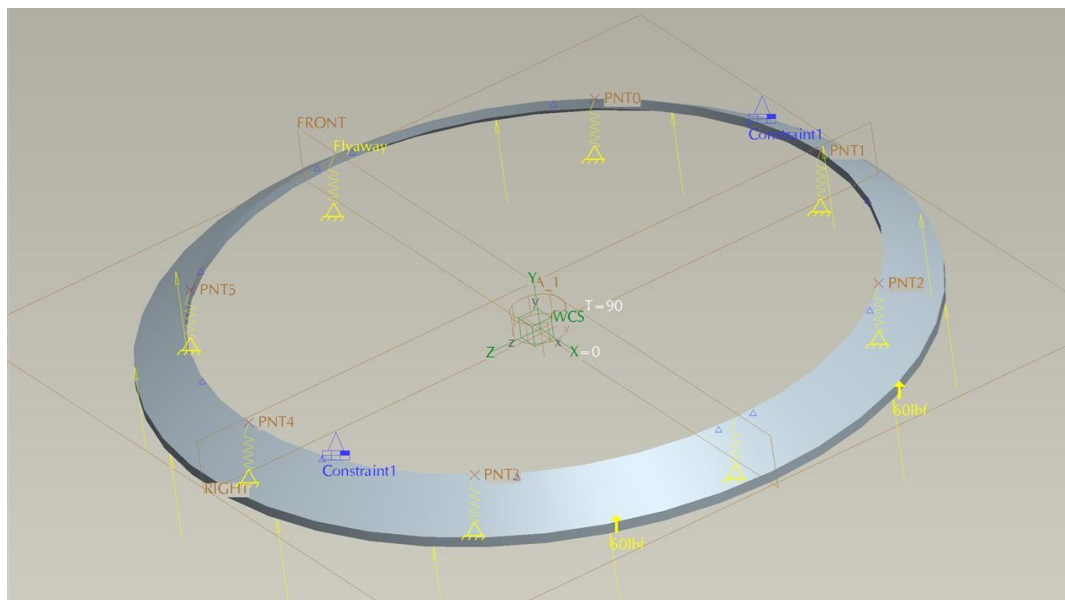 PNT0
FRONT
Constraint1
Flyaway
PNT1
Y
A_1
PNT2
PNT5
y
T=90
WCS
Z
z
x
X=0
60lbf
PNT4
Constraint1
PNT3
RIGHT
60lbf